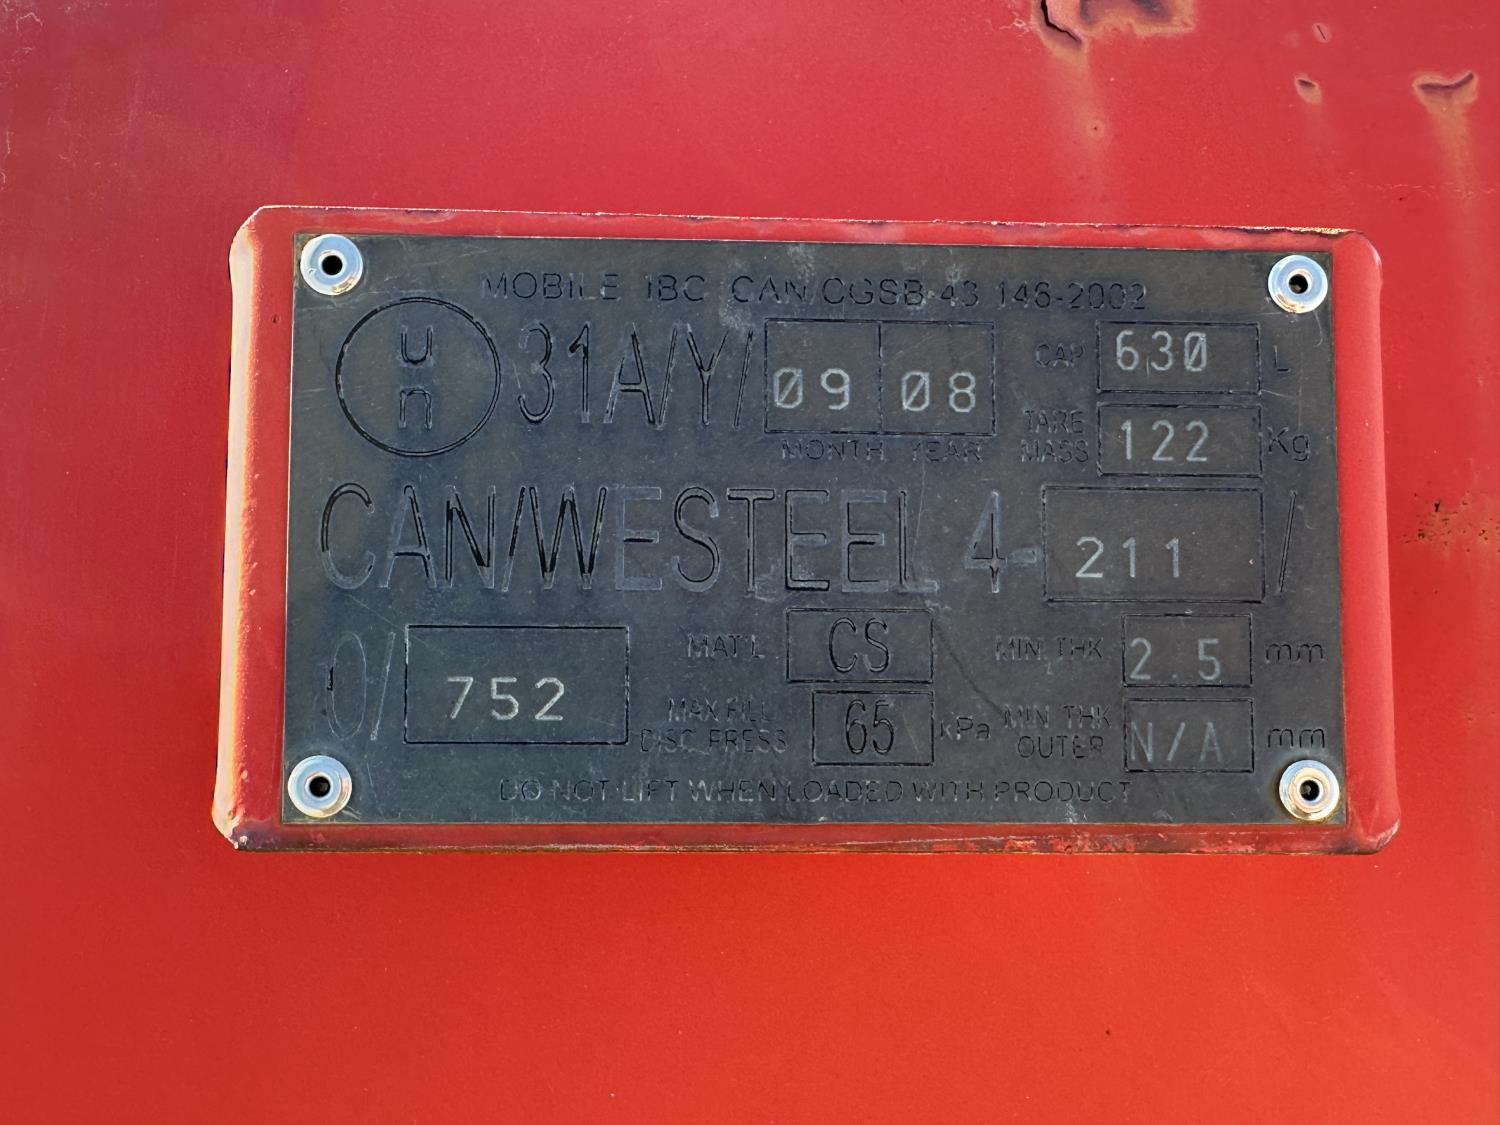 MOBILE IBC CAN/CGSB-43 146-2002
un 31A/Y/ 09 08 CAP 630 L
MONTH YEAR TARE MASS 122 Kg
CAN/WESTEEL 4- 211 /
0/ 752 MAT'L CS MIN. THK 2.5 mm
MAX FILL DISC. PRESS 65 kPa MIN THK OUTER N/A mm
DO NOT LIFT WHEN LOADED WITH PRODUCT